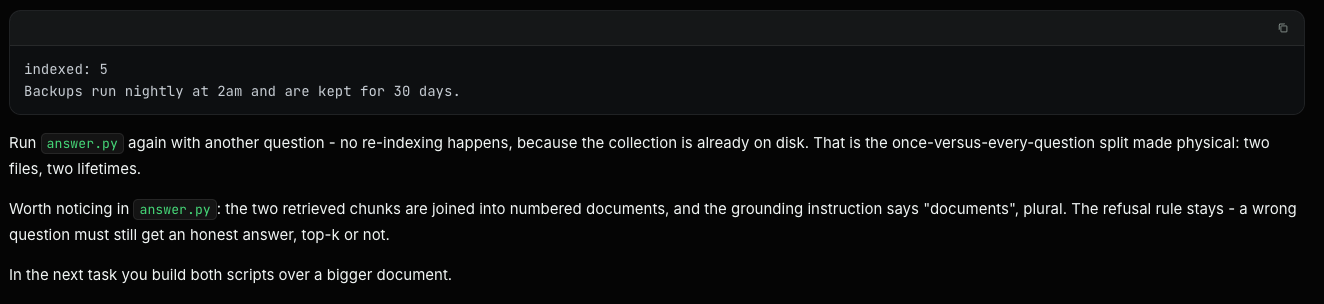 indexed: 5
Backups run nightly at 2am and are kept for 30 days.
Run answer.py again with another question - no re-indexing happens, because the collection is already on disk. That is the once-versus-every-question split made physical: two
files, two lifetimes.
Worth noticing in answer.py: the two retrieved chunks are joined into numbered documents, and the grounding instruction says "documents", plural. The refusal rule stays - a wrong
question must still get an honest answer, top-k or not.
In the next task you build both scripts over a bigger document.